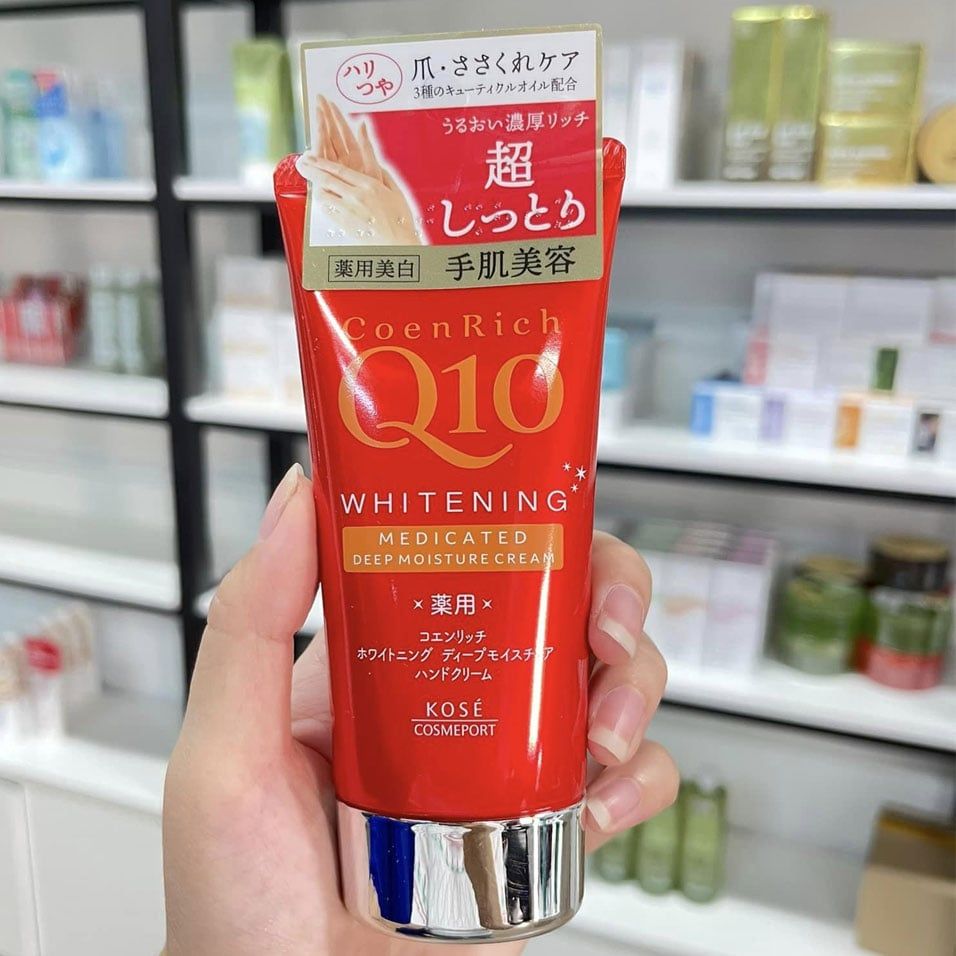 ハリ
つや
爪・ささくれケア
3種のキューティクルオイル配合
うるおい濃厚リッチ
超
しっとり
薬用美白
手肌美容
CoenRich
Q10
WHITENING
MEDICATED
DEEP MOISTURE CREAM
薬用
コエンリッチ
ホワイトニング ディープモイスチュア
ハンドクリーム
KOSÉ
COSMEPORT